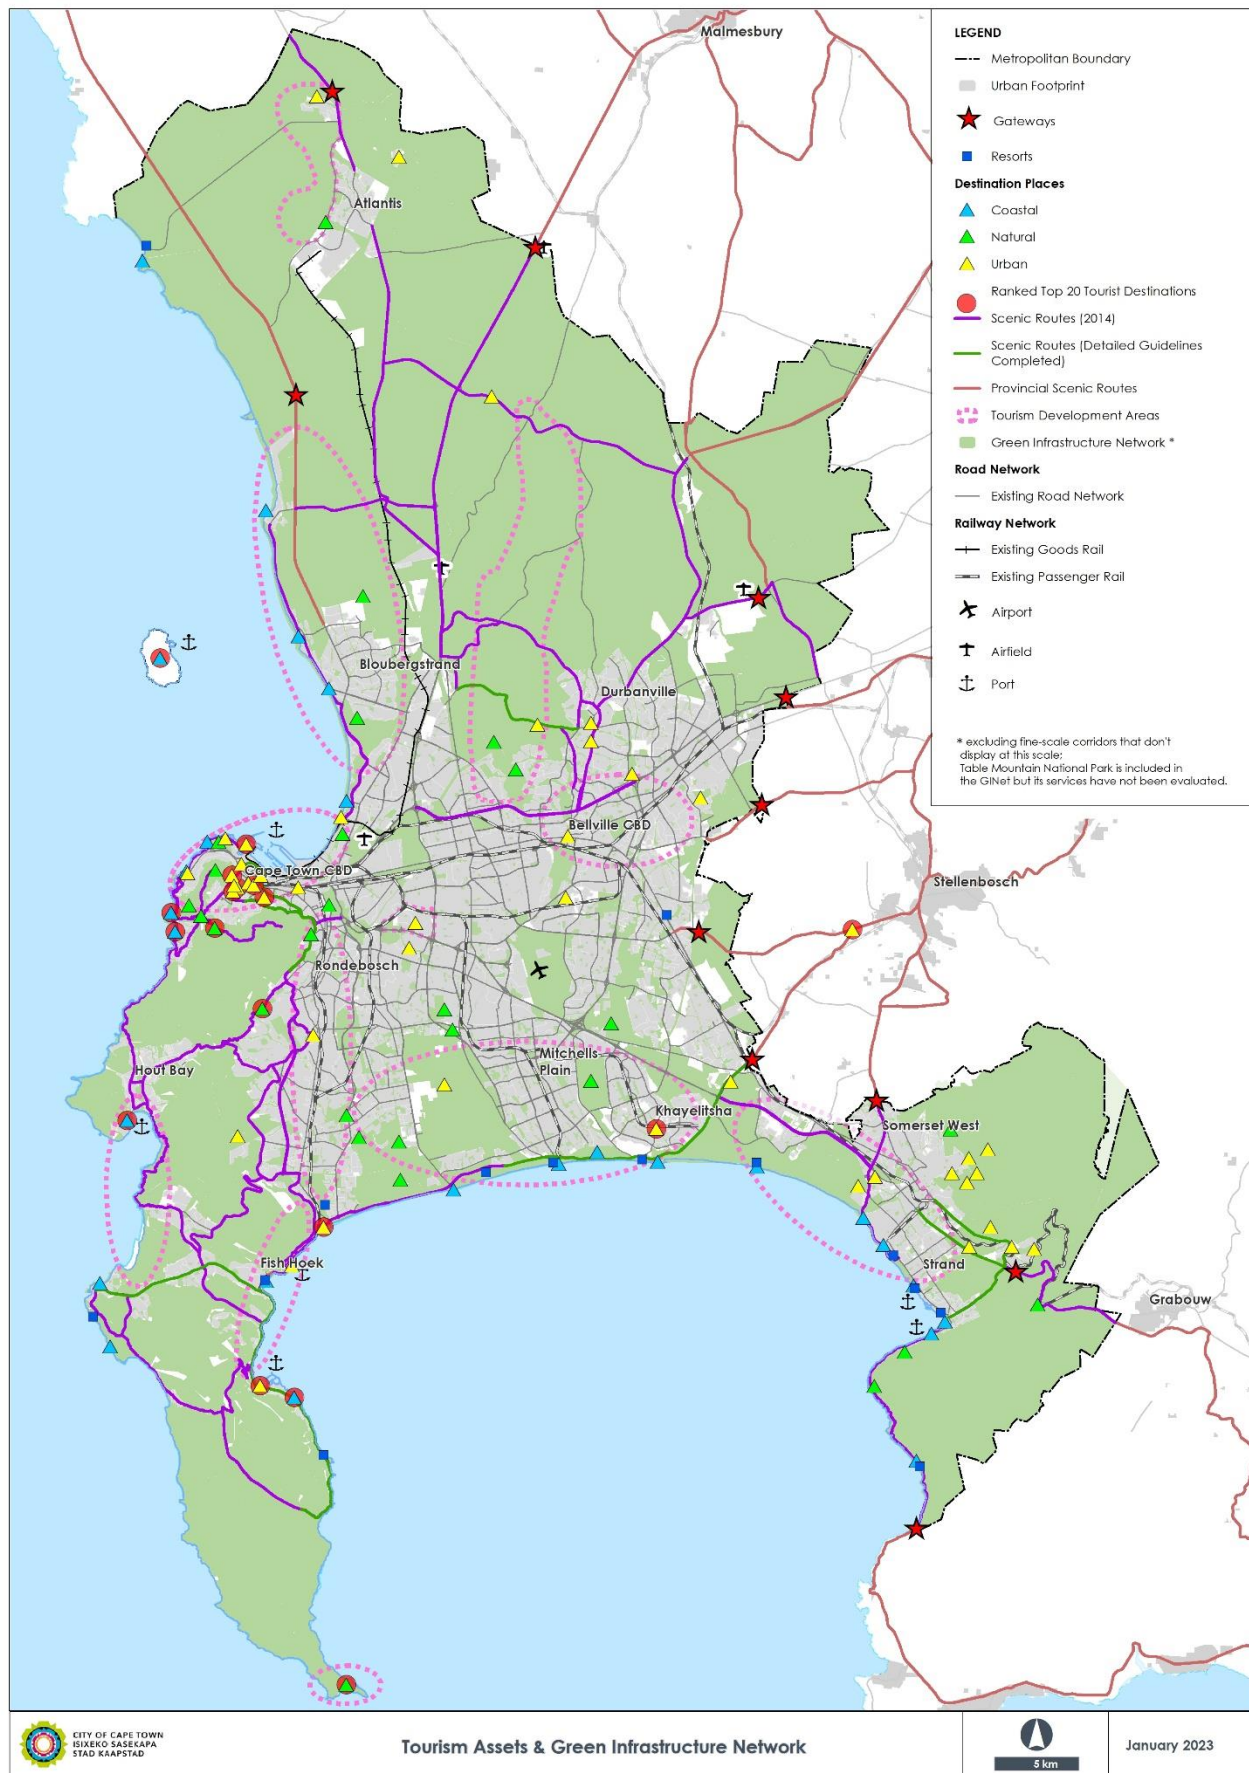 Malmesbury
Atlantis
Bloubergstrand
Durbanville
Bellville CBD
Cape Town CBD
Stellenbosch
Rondebosch
Hout Bay
Mitchells
Plain
Khayelitsha
Somerset West
Fish Hoek
Strand
Grabouw
LEGEND
Metropolitan Boundary
Urban Footprint
Gateways
Resorts
Destination Places
Coastal
Natural
Urban
Ranked Top 20 Tourist Destinations
Scenic Routes (2014)
Scenic Routes (Detailed Guidelines
Completed)
Provincial Scenic Routes
Tourism Development Areas
Green Infrastructure Network *
Road Network
Existing Road Network
Railway Network
Existing Goods Rail
Existing Passenger Rail
Airport
Airfield
Port
* excluding fine-scale corridors that don't
display at this scale;
Table Mountain National Park is included in
the GINet but its services have not been evaluated.
CITY OF CAPE TOWN
ISIXEKO SASEKAPA
STAD KAAPSTAD
Tourism Assets & Green Infrastructure Network
5 km
January 2023